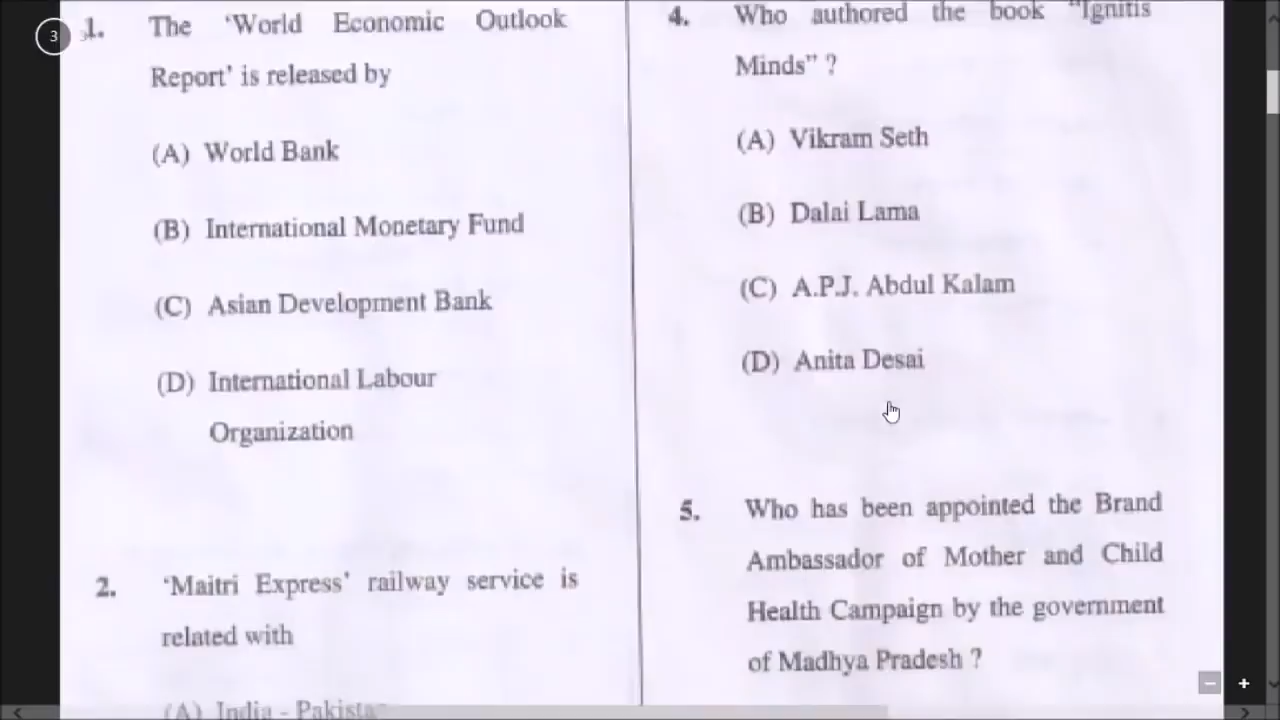 3
1. The ‘World Economic Outlook
Report’ is released by
(A) World Bank
(B) International Monetary Fund
(C) Asian Development Bank
(D) International Labour
Organization
2. ‘Maitri Express’ railway service is
related with
(A) India - Pakistan
4. Who authored the book "Ignitis
Minds” ?
(A) Vikram Seth
(B) Dalai Lama
(C) A.P.J. Abdul Kalam
(D) Anita Desai
5. Who has been appointed the Brand
Ambassador of Mother and Child
Health Campaign by the government
of Madhya Pradesh ?